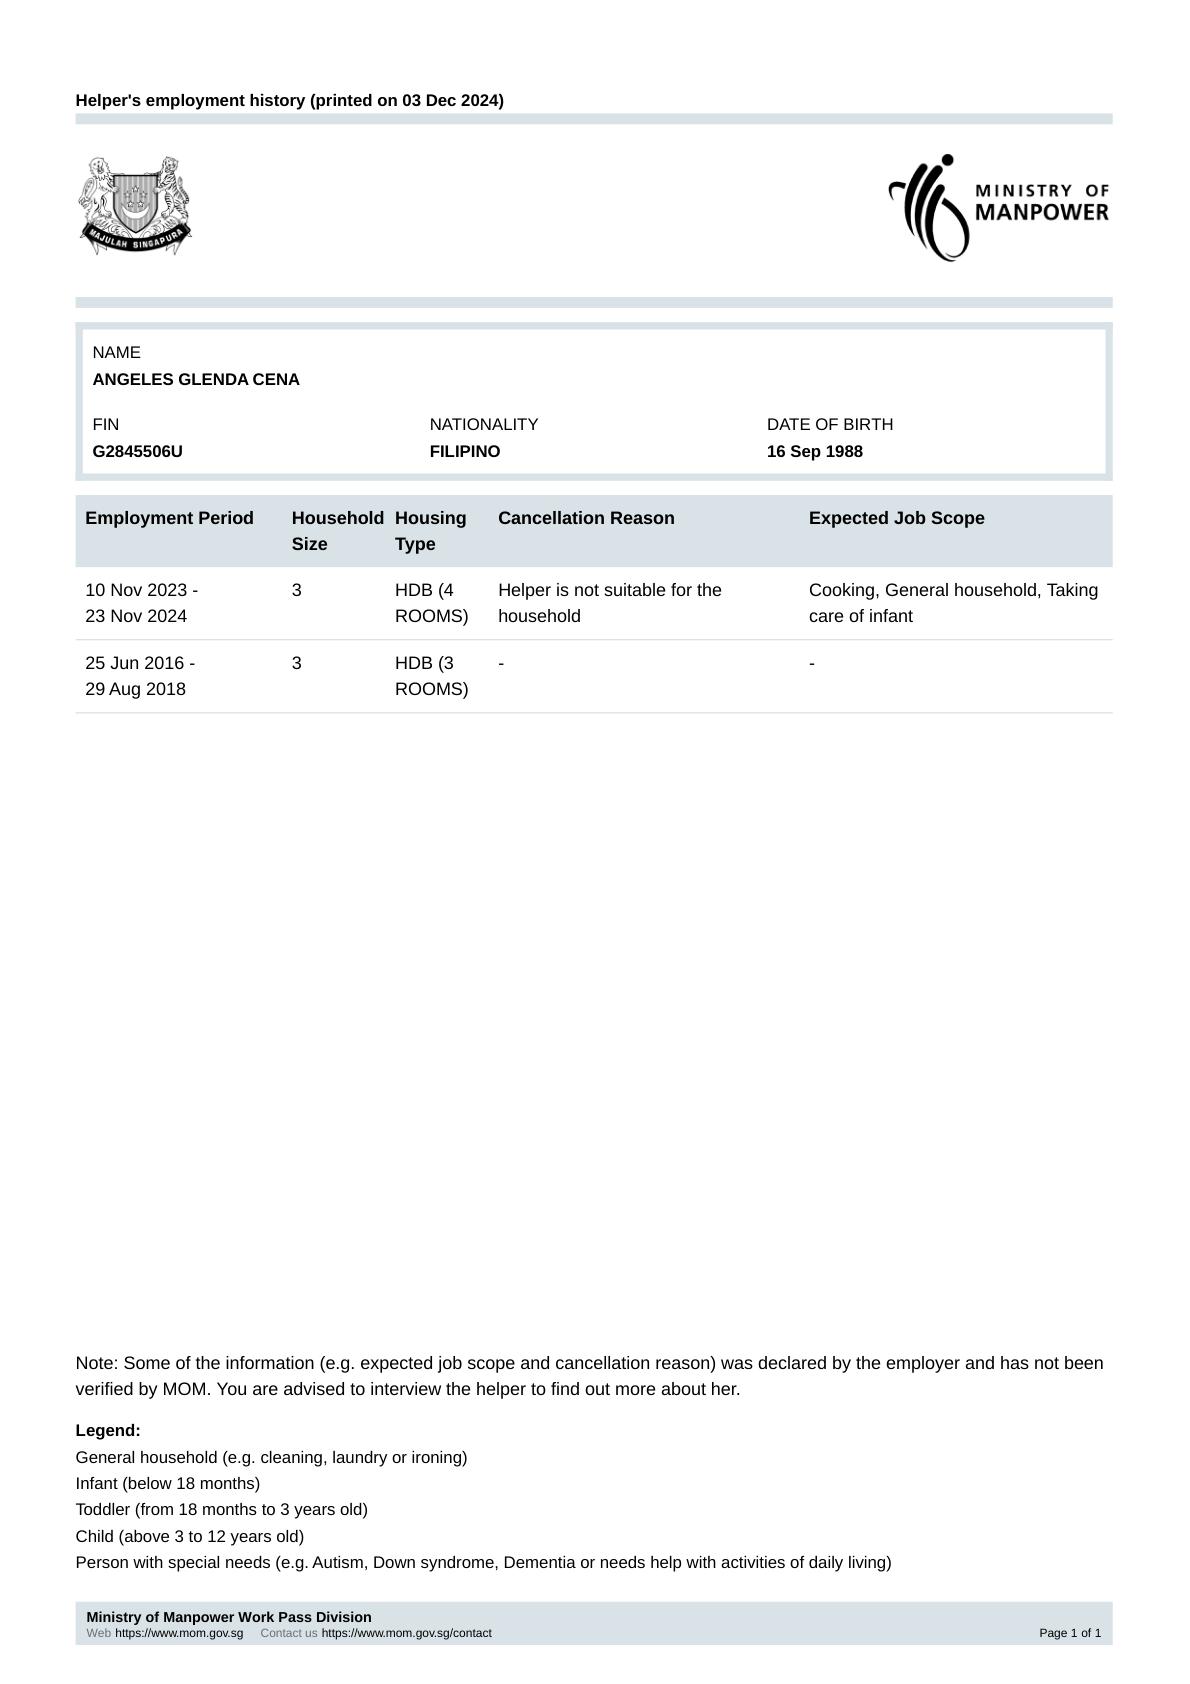 Helper's employment history (printed on 03 Dec 2024)
MAJULAH SINGAPURA
MINISTRY OF
MANPOWER
NAME
ANGELES GLENDA CENA
FIN NATIONALITY DATE OF BIRTH
G2845506U FILIPINO 16 Sep 1988
Employment Period Household Size Housing Type Cancellation Reason Expected Job Scope
10 Nov 2023 - 3 HDB (4 Helper is not suitable for the Cooking, General household, Taking
23 Nov 2024 ROOMS) household care of infant
25 Jun 2016 - 3 HDB (3 - -
29 Aug 2018 ROOMS)
Note: Some of the information (e.g. expected job scope and cancellation reason) was declared by the employer and has not been
verified by MOM. You are advised to interview the helper to find out more about her.
Legend:
General household (e.g. cleaning, laundry or ironing)
Infant (below 18 months)
Toddler (from 18 months to 3 years old)
Child (above 3 to 12 years old)
Person with special needs (e.g. Autism, Down syndrome, Dementia or needs help with activities of daily living)
Ministry of Manpower Work Pass Division
Web https://www.mom.gov.sg Contact us https://www.mom.gov.sg/contact Page 1 of 1